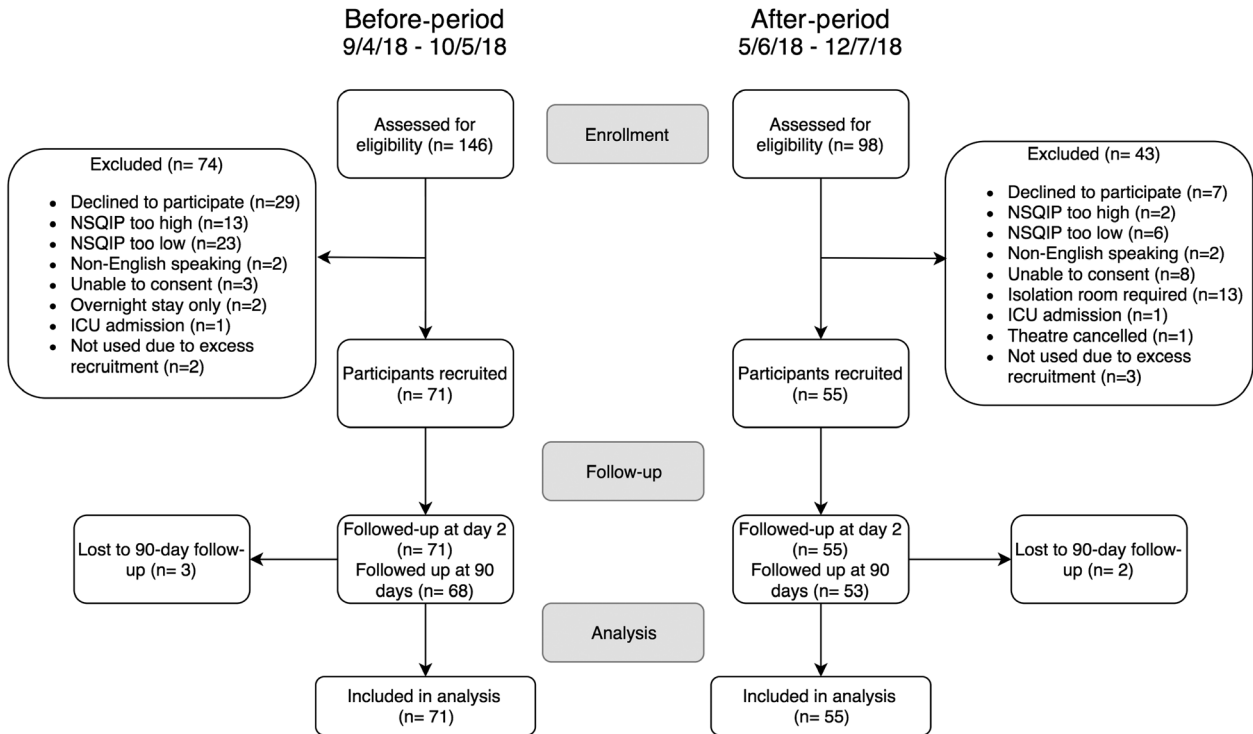 Before-period
9/4/18 - 10/5/18
After-period
5/6/18 - 12/7/18
Assessed for
eligibility (n= 146)
Enrollment
Assessed for
eligibility (n= 98)
Excluded (n= 74)
• Declined to participate (n=29)
• NSQIP too high (n=13)
• NSQIP too low (n=23)
• Non-English speaking (n=2)
• Unable to consent (n=3)
• Overnight stay only (n=2)
• ICU admission (n=1)
• Not used due to excess
recruitment (n=2)
Excluded (n= 43)
• Declined to participate (n=7)
• NSQIP too high (n=2)
• NSQIP too low (n=6)
• Non-English speaking (n=2)
• Unable to consent (n=8)
• Isolation room required (n=13)
• ICU admission (n=1)
• Theatre cancelled (n=1)
• Not used due to excess
recruitment (n=3)
Participants recruited
(n= 71)
Participants recruited
(n= 55)
Follow-up
Lost to 90-day follow-
up (n= 3)
Followed-up at day 2
(n= 71)
Followed up at 90
days (n= 68)
Followed-up at day 2
(n= 55)
Followed up at 90
days (n= 53)
Lost to 90-day follow-
up (n= 2)
Analysis
Included in analysis
(n= 71)
Included in analysis
(n= 55)